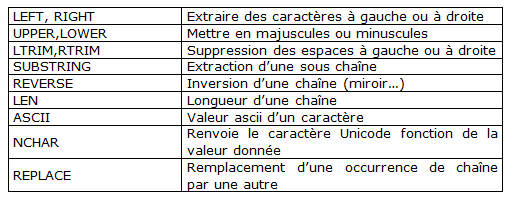 LEFT, RIGHT Extraire des caractères à gauche ou à droite
UPPER,LOWER Mettre en majuscules ou minuscules
LTRIM,RTRIM Suppression des espaces à gauche ou à droite
SUBSTRING Extraction d'une sous chaîne
REVERSE Inversion d'une chaîne (miroir...)
LEN Longueur d'une chaîne
ASCII Valeur ascii d'un caractère
NCHAR Renvoie le caractère Unicode fonction de la
valeur donnée
REPLACE Remplacement d'une occurrence de chaîne
par une autre